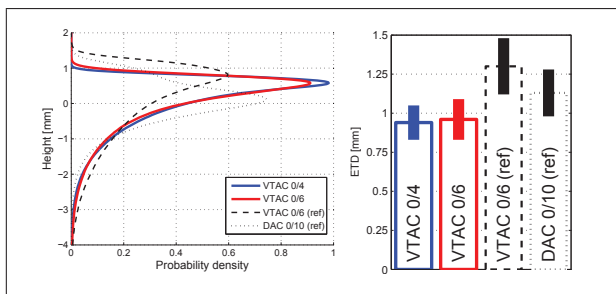 2
1
0
−1
−2
−3
−4
Height [mm]
0
0.2
0.4
0.6
0.8
1
Probability density
VTAC 0/4
VTAC 0/6
VTAC 0/6 (ref)
DAC 0/10 (ref)
1.5
1.25
1
0.75
0.5
0.25
0
ETD [mm]
VTAC 0/4
VTAC 0/6
VTAC 0/6 (ref)
DAC 0/10 (ref)